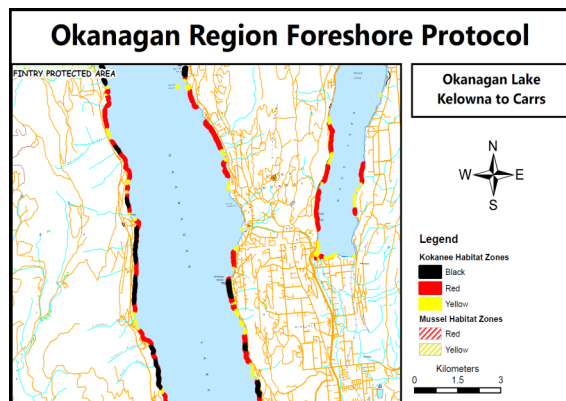 Okanagan Region Foreshore Protocol
FINTRY PROTECTED AREA
Okanagan Lake
Kelowna to Carrs
N
W E
S
Legend
Kokanee Habitat Zones
Black
Red
Yellow
Mussel Habitat Zones
Red
Yellow
Kilometers
0 1.5 3